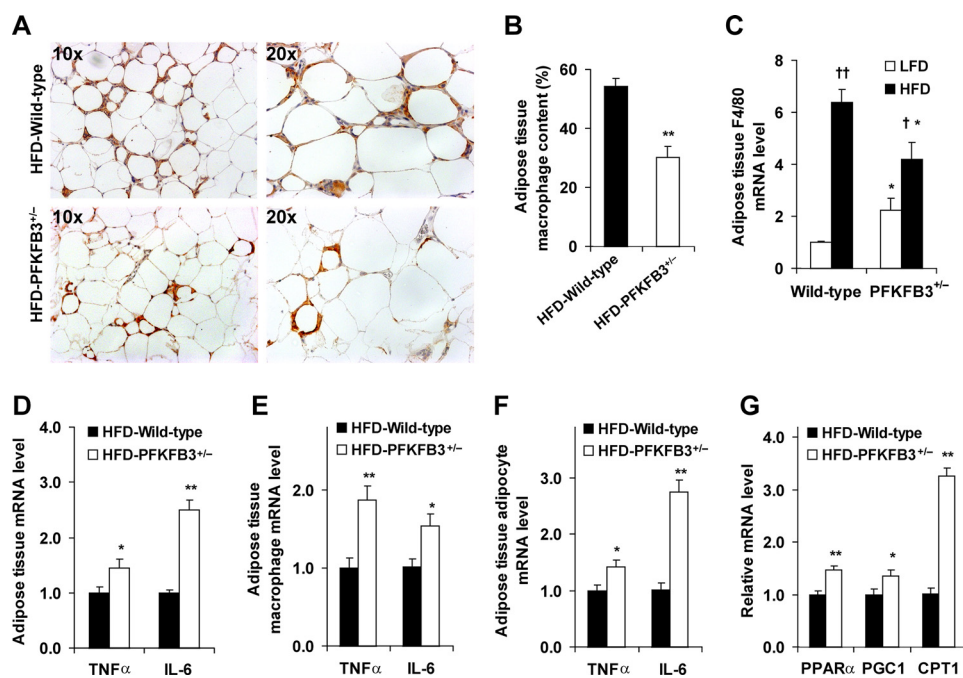 A
10x
20x
HFD-Wild-type
10x
20x
HFD-PFKFB3+/−
B
Adipose tissue
macrophage content (%)
60
40
20
0
**
HFD-Wild-type
HFD-PFKFB3+/−
C
Adipose tissue F4/80
mRNA level
8
6
4
2
0
LFD
HFD
††
† *
*
Wild-type PFKFB3+/−
D
Adipose tissue mRNA level
4.0
3.0
2.0
1.0
0.0
HFD-Wild-type
HFD-PFKFB3+/−
*
**
TNFα IL-6
E
Adipose tissue
macrophage mRNA level
2.0
1.0
0.0
HFD-Wild-type
HFD-PFKFB3+/−
**
*
TNFα IL-6
F
Adipose tissue adipocyte
mRNA level
3.0
2.0
1.0
0.0
HFD-Wild-type
HFD-PFKFB3+/−
*
**
TNFα IL-6
G
Relative mRNA level
4.0
3.0
2.0
1.0
0.0
HFD-Wild-type
HFD-PFKFB3+/−
**
*
**
PPARα PGC1 CPT1